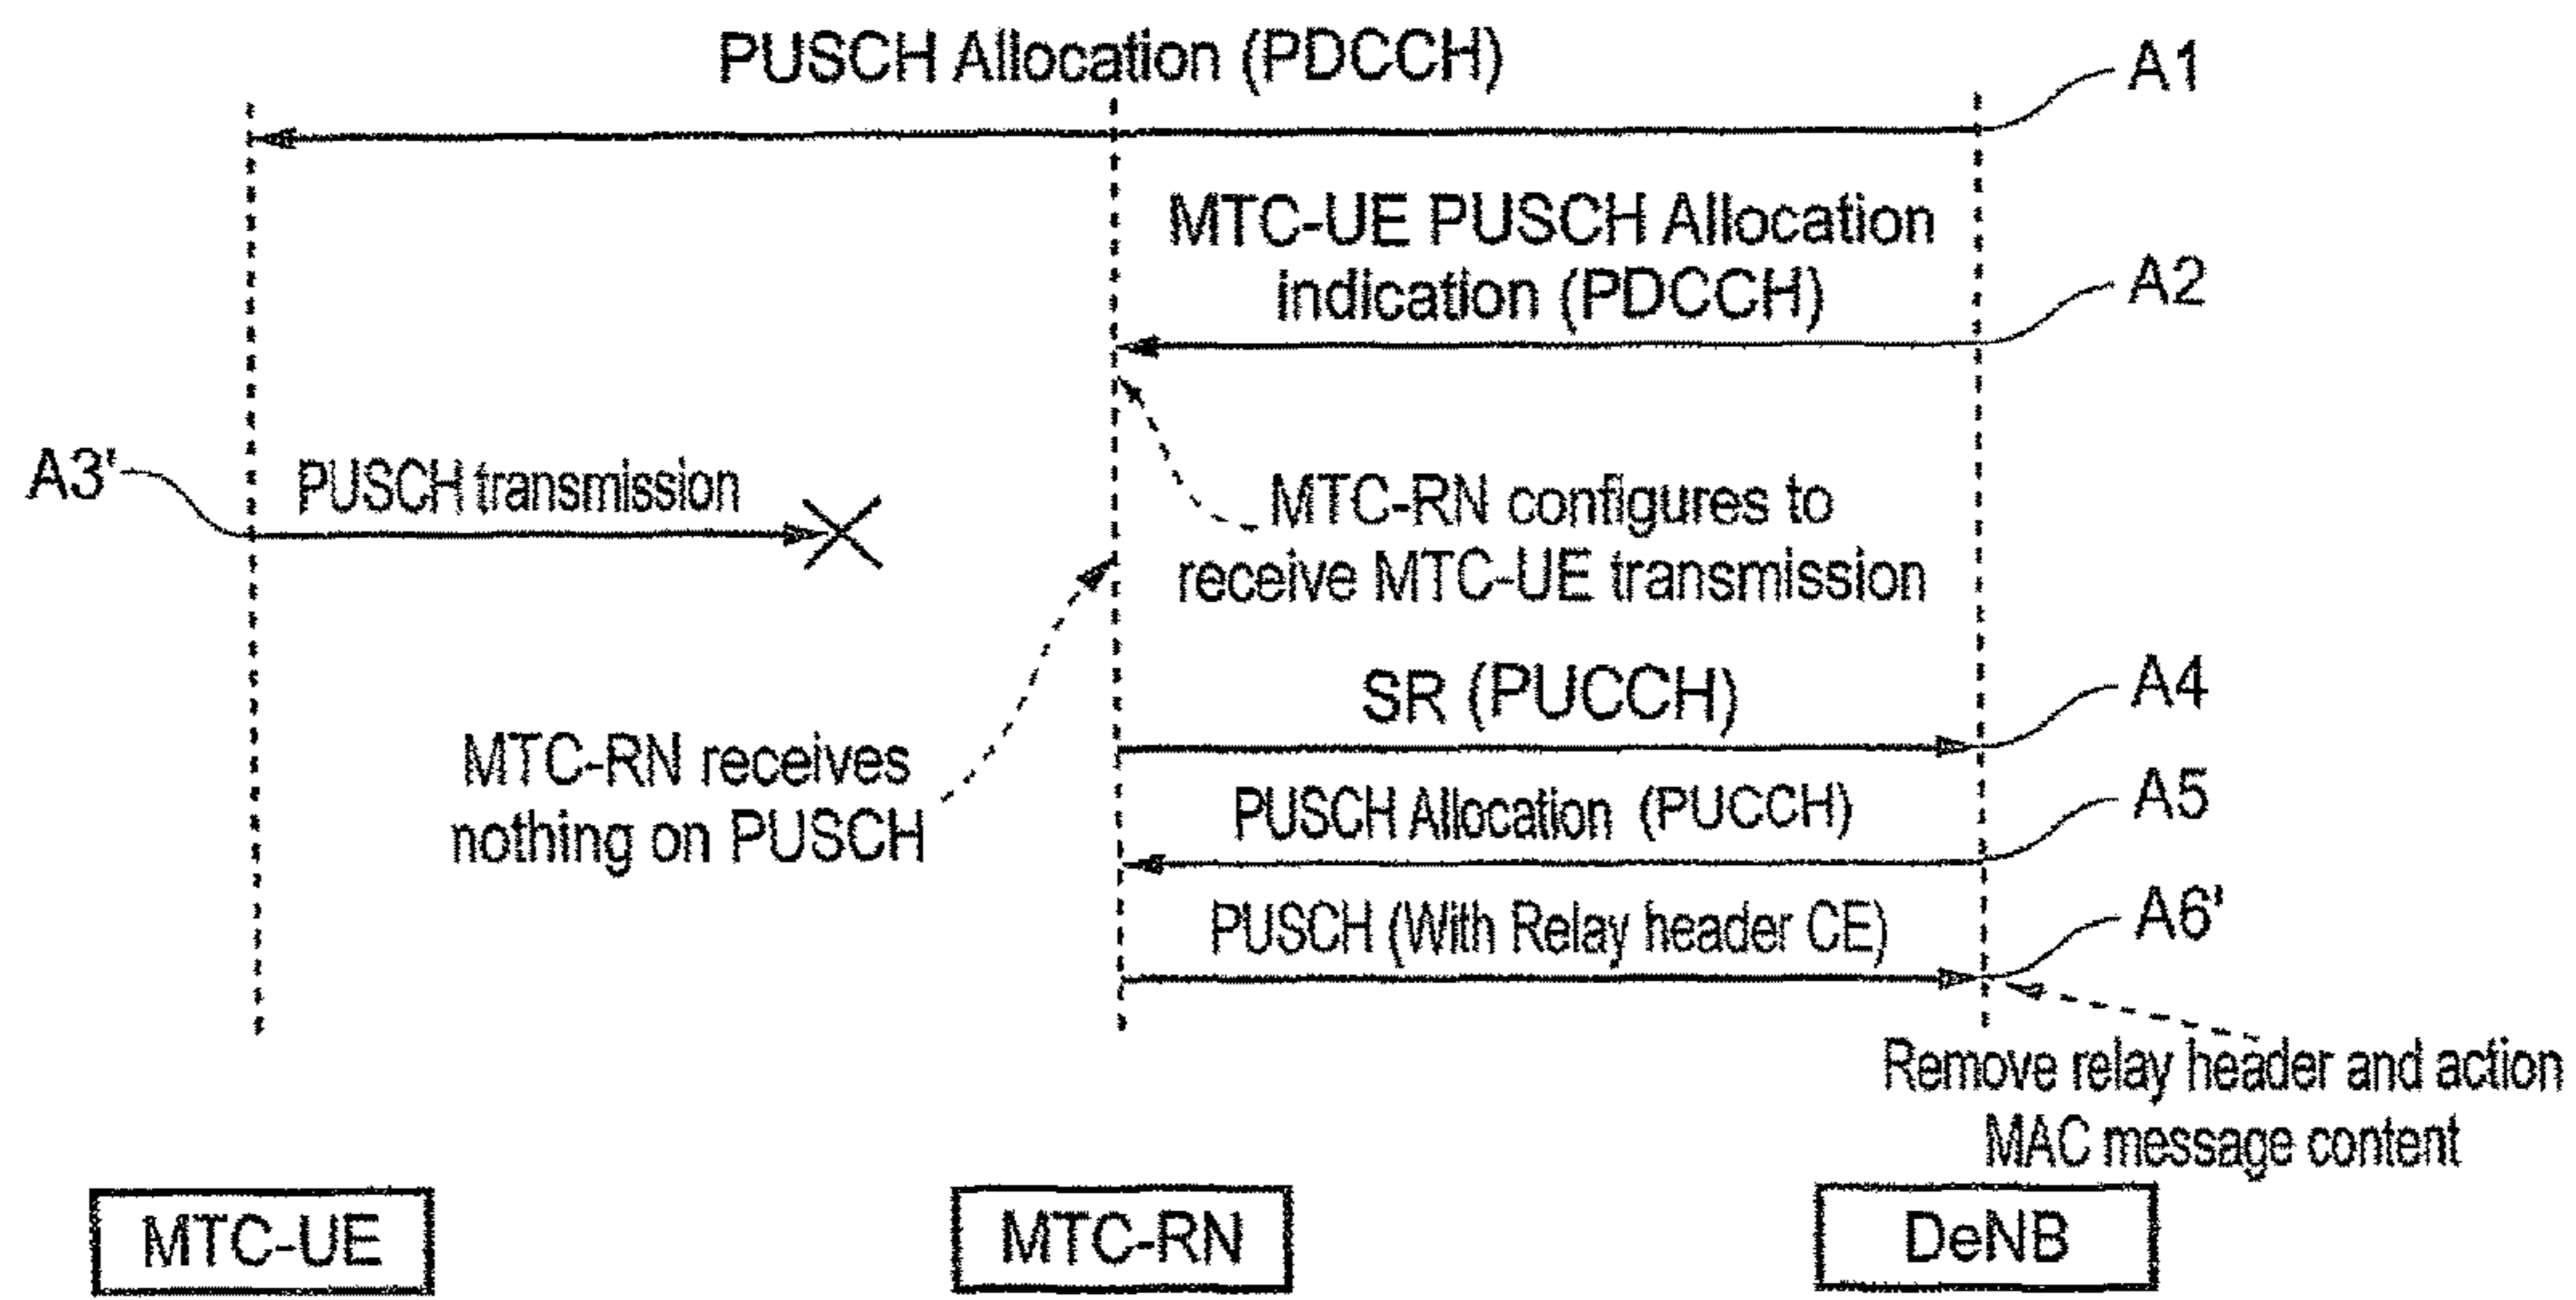 PUSCH Allocation (PDCCH)
A1
MTC-UE PUSCH Allocation
indication (PDCCH)
A2
A3'
PUSCH transmission
MTC-RN configures to
receive MTC-UE transmission
SR (PUCCH)
A4
MTC-RN receives
nothing on PUSCH
PUSCH Allocation (PUCCH)
A5
PUSCH (With Relay header CE)
A6'
Remove relay header and action
MAC message content
MTC-UE
MTC-RN
DeNB